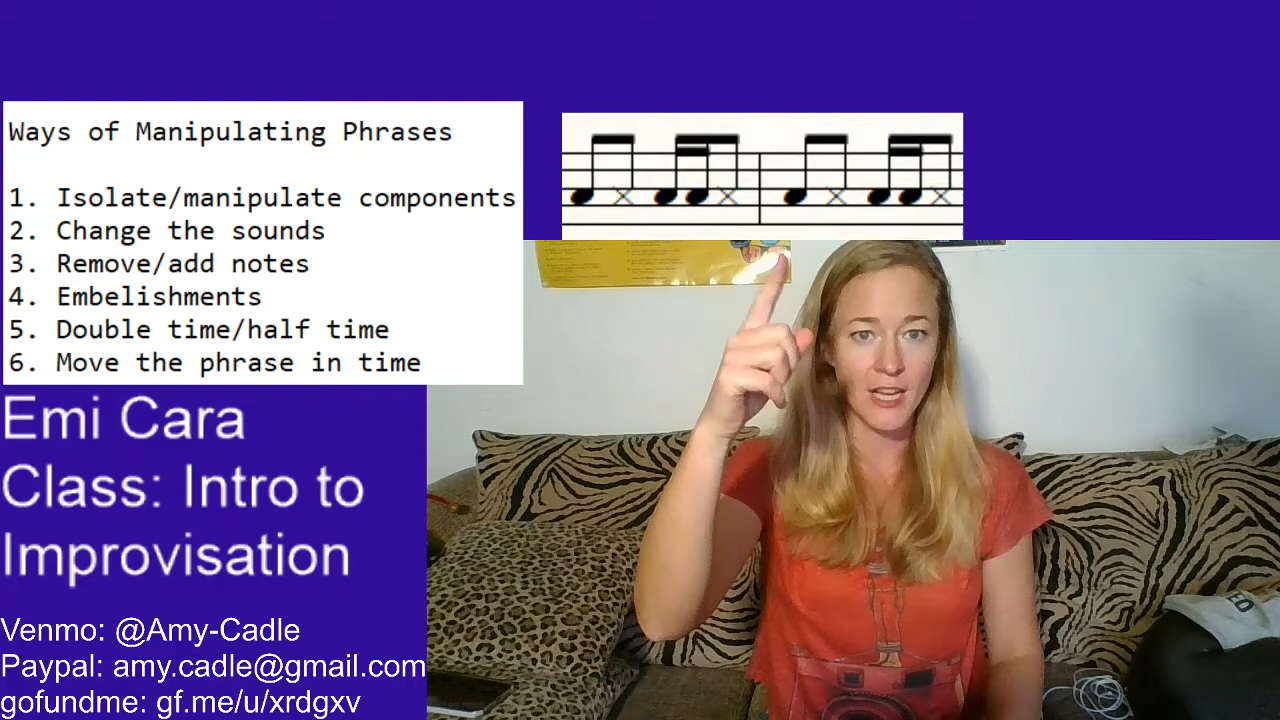 Ways of Manipulating Phrases
1. Isolate/manipulate components
2. Change the sounds
3. Remove/add notes
4. Embelishments
5. Double time/half time
6. Move the phrase in time
Emi Cara
Class: Intro to
Improvisation
Venmo: @Amy-Cadle
Paypal: amy.cadle@gmail.com
gofundme: gf.me/u/xrdgxv